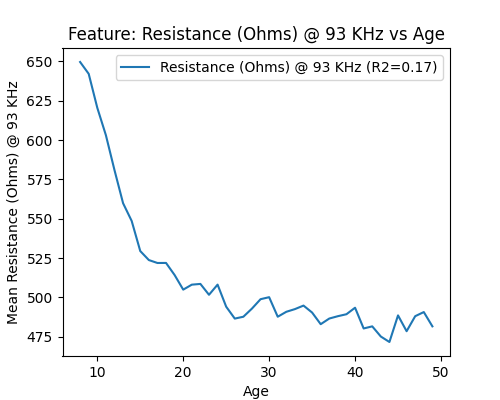 Feature: Resistance (Ohms) @ 93 KHz vs Age
Resistance (Ohms) @ 93 KHz (R2=0.17)
Mean Resistance (Ohms) @ 93 KHz
650
625
600
575
550
525
500
475
10 20 30 40 50
Age